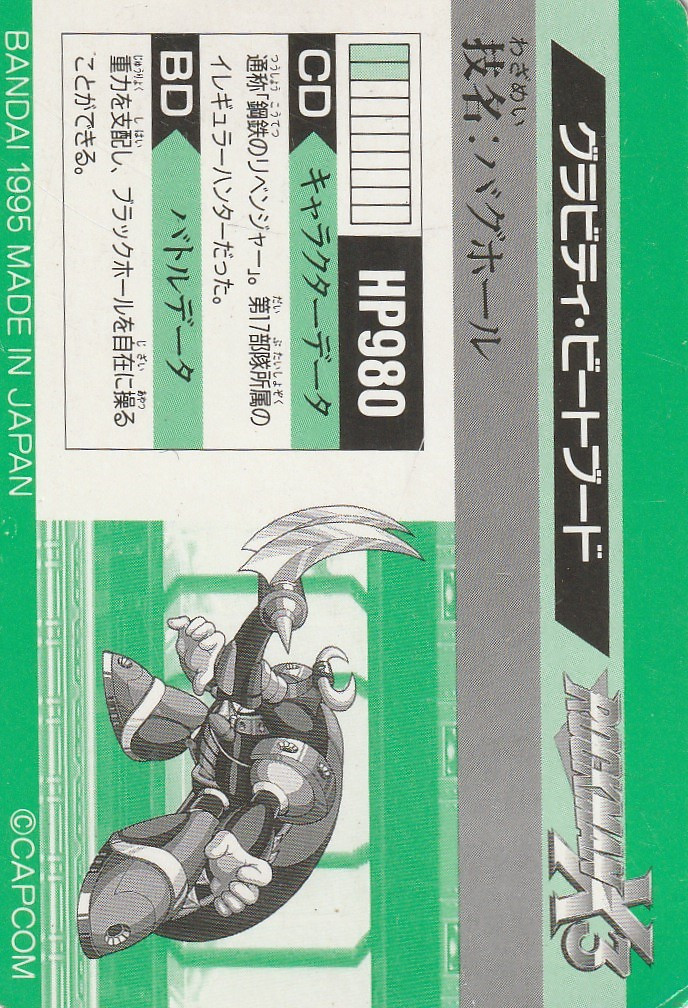 グラビティ・ビートブード
ROCKMAN X3
わざめい
技名:バグホール
HP980
CD キャラクターデータ
つうしょう こうてつ だい ぶたいしょぞく
通称「鋼鉄のリベンジャー」。第17部隊所属の
イレギュラーハンターだった。
BD バトルデータ
じゅうりょく しはい じざい あやつ
重力を支配し、ブラックホールを自在に操る
ことができる。
BANDAI 1995 MADE IN JAPAN
©CAPCOM